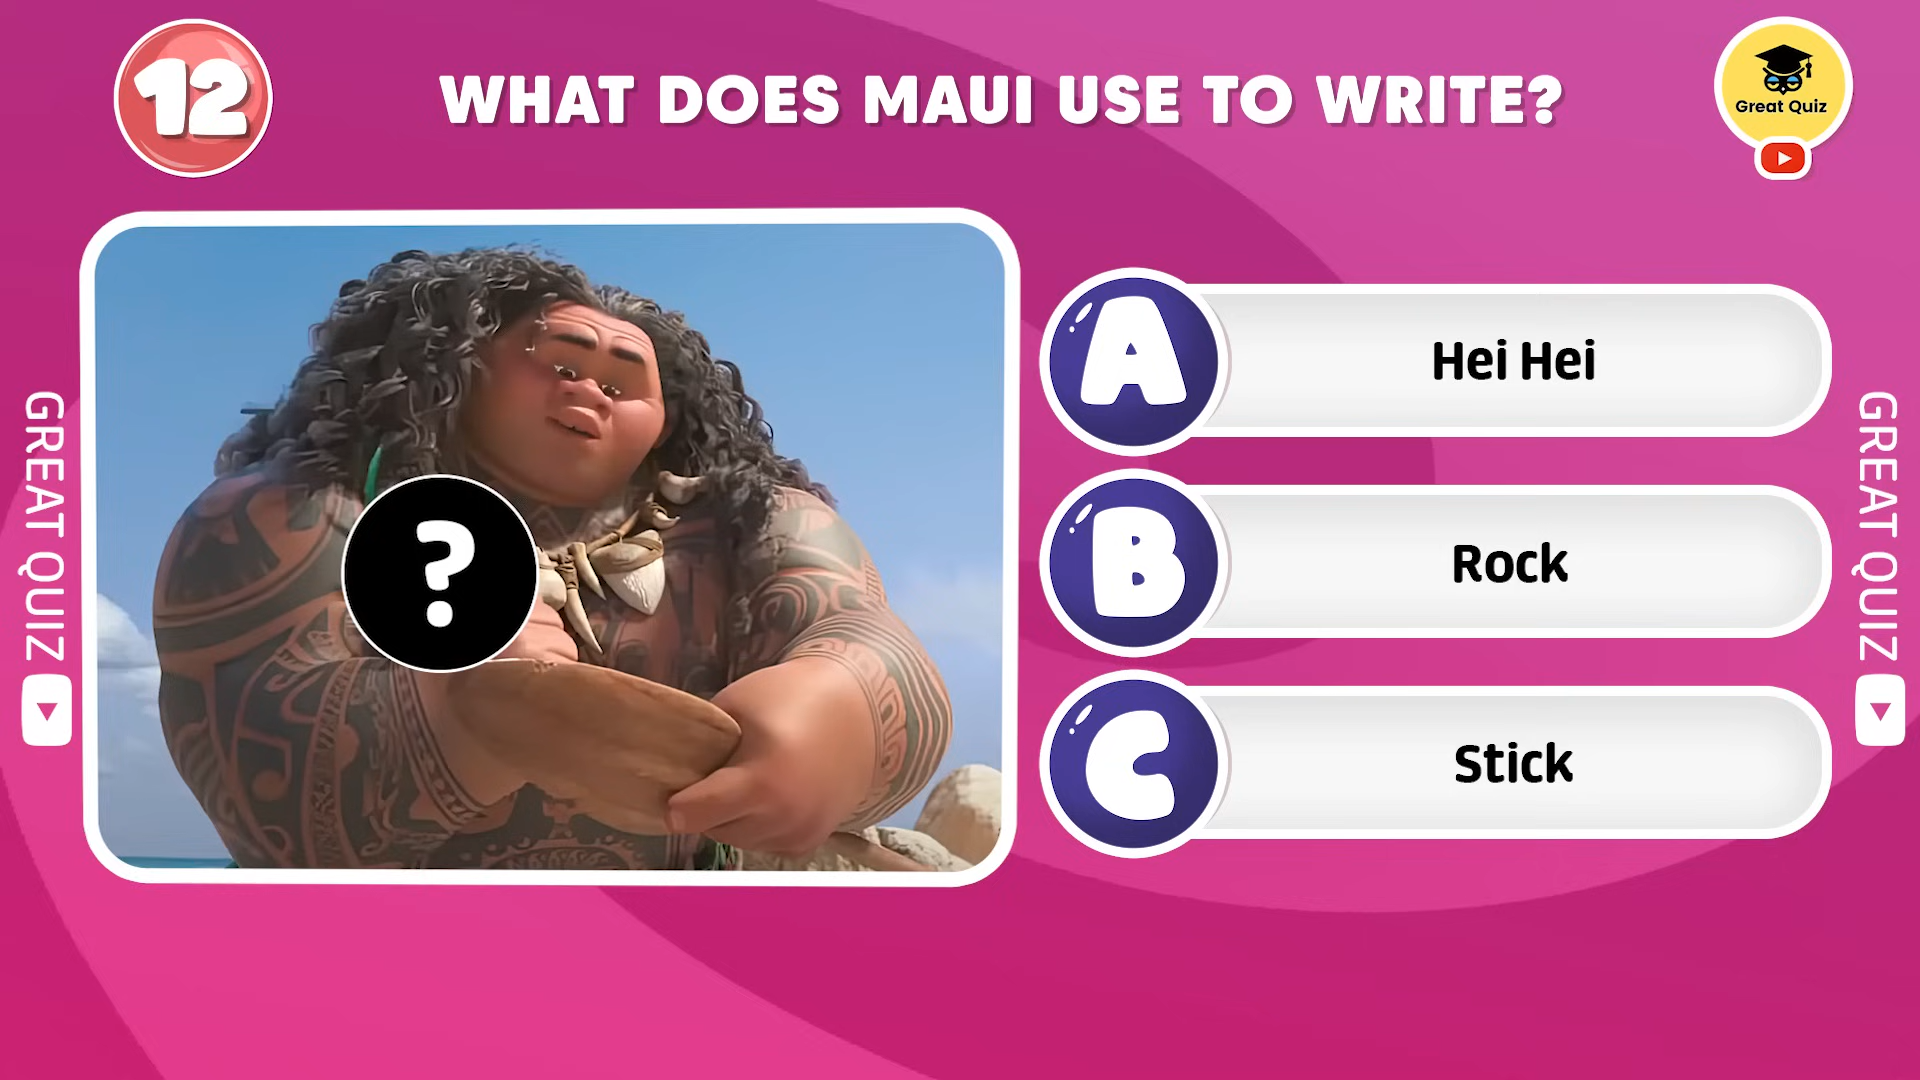 12
WHAT DOES MAUI USE TO WRITE?
Great Quiz
GREAT QUIZ
?
A
Hei Hei
B
Rock
C
Stick
GREAT QUIZ